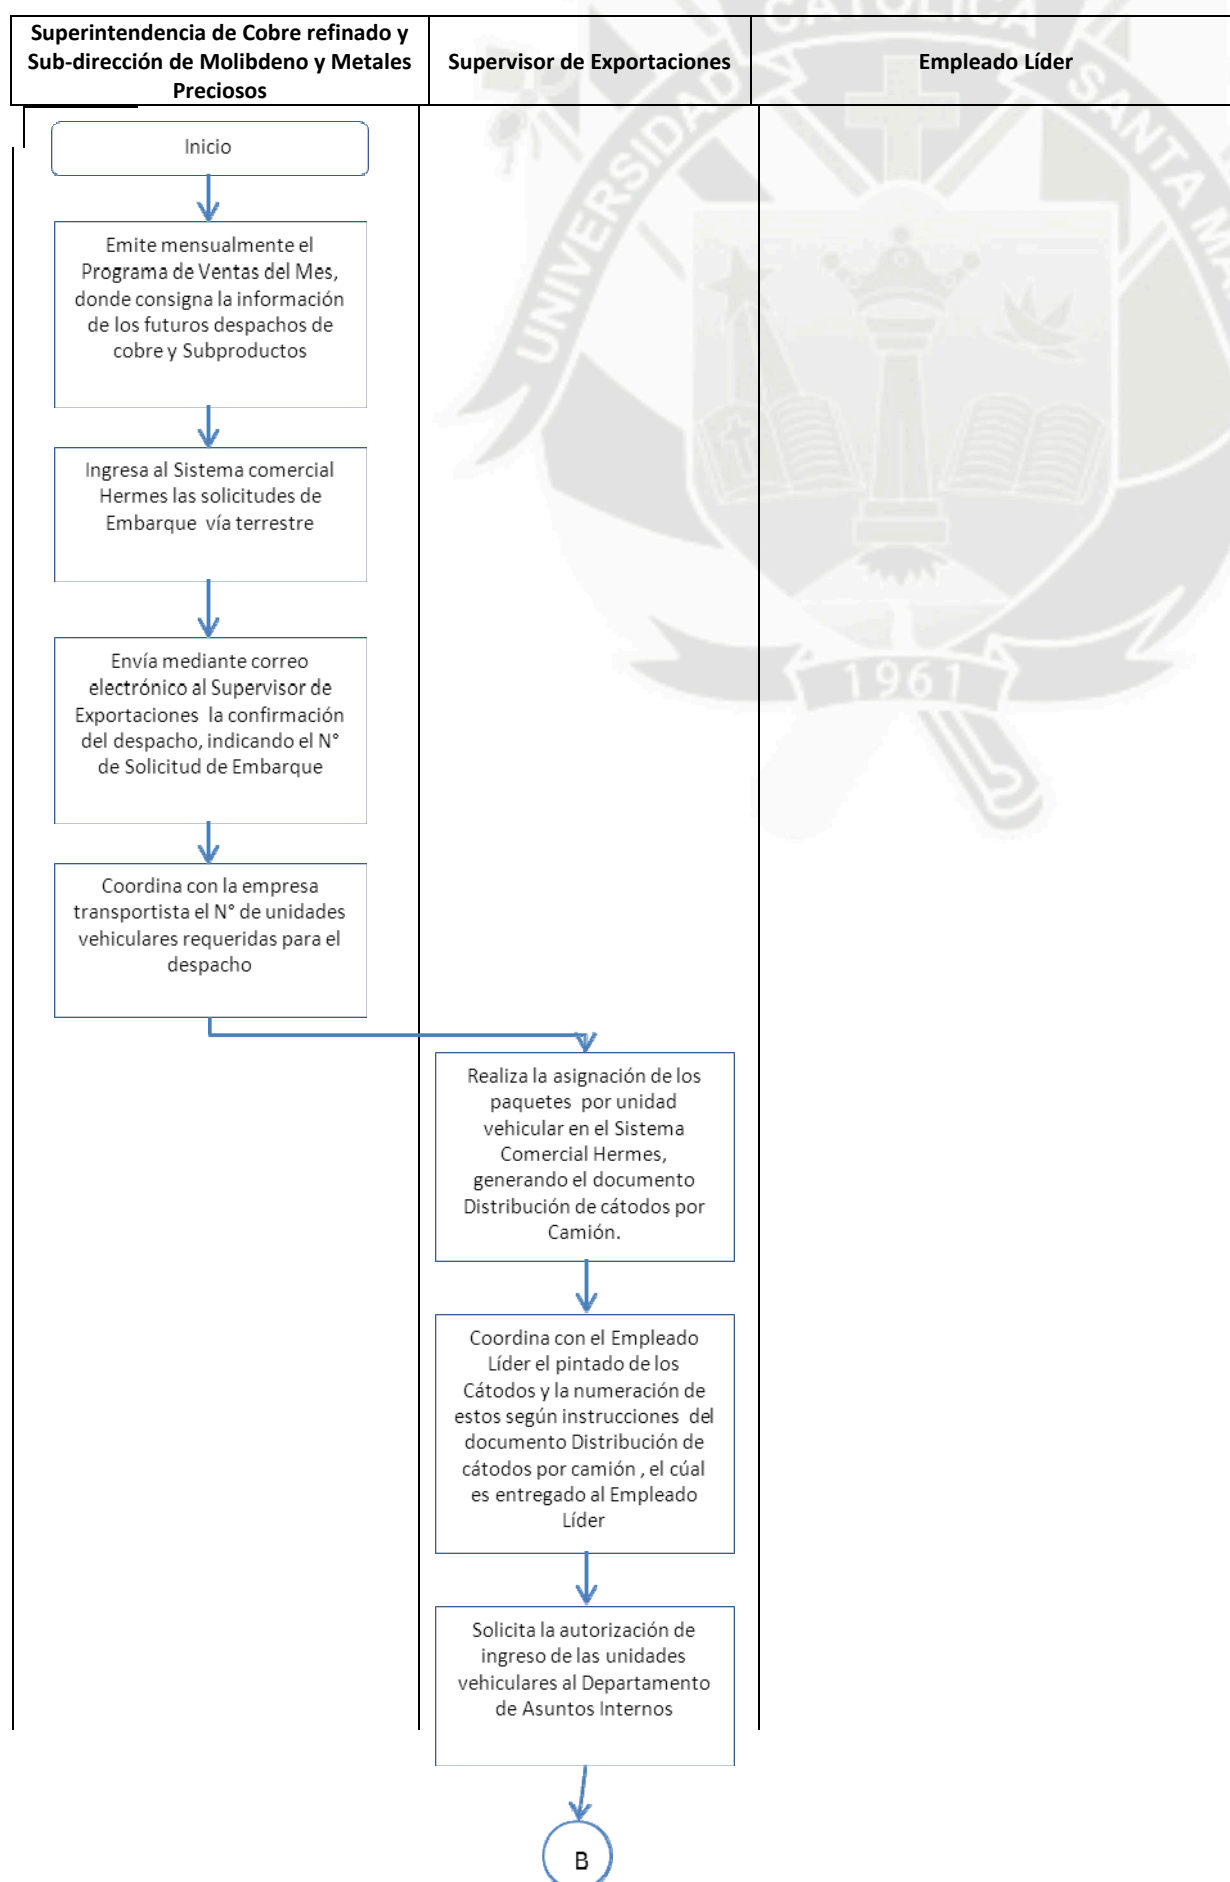 Superintendencia de Cobre refinado y
Sub-dirección de Molibdeno y Metales
Preciosos
Supervisor de Exportaciones
Empleado Líder
Inicio
Emite mensualmente el
Programa de Ventas del Mes,
donde consigna la información
de los futuros despachos de
cobre y Subproductos
Ingresa al Sistema comercial
Hermes las solicitudes de
Embarque vía terrestre
Envía mediante correo
electrónico al Supervisor de
Exportaciones la confirmación
del despacho, indicando el N°
de Solicitud de Embarque
Coordina con la empresa
transportista el N° de unidades
vehiculares requeridas para el
despacho
Realiza la asignación de los
paquetes por unidad
vehicular en el Sistema
Comercial Hermes,
generando el documento
Distribución de cátodos por
Camión.
Coordina con el Empleado
Líder el pintado de los
Cátodos y la numeración de
estos según instrucciones del
documento Distribución de
cátodos por camión , el cúal
es entregado al Empleado
Líder
Solicita la autorización de
ingreso de las unidades
vehiculares al Departamento
de Asuntos Internos
B
UNIVERSIDAD
CATOLICA
SANTA
1961